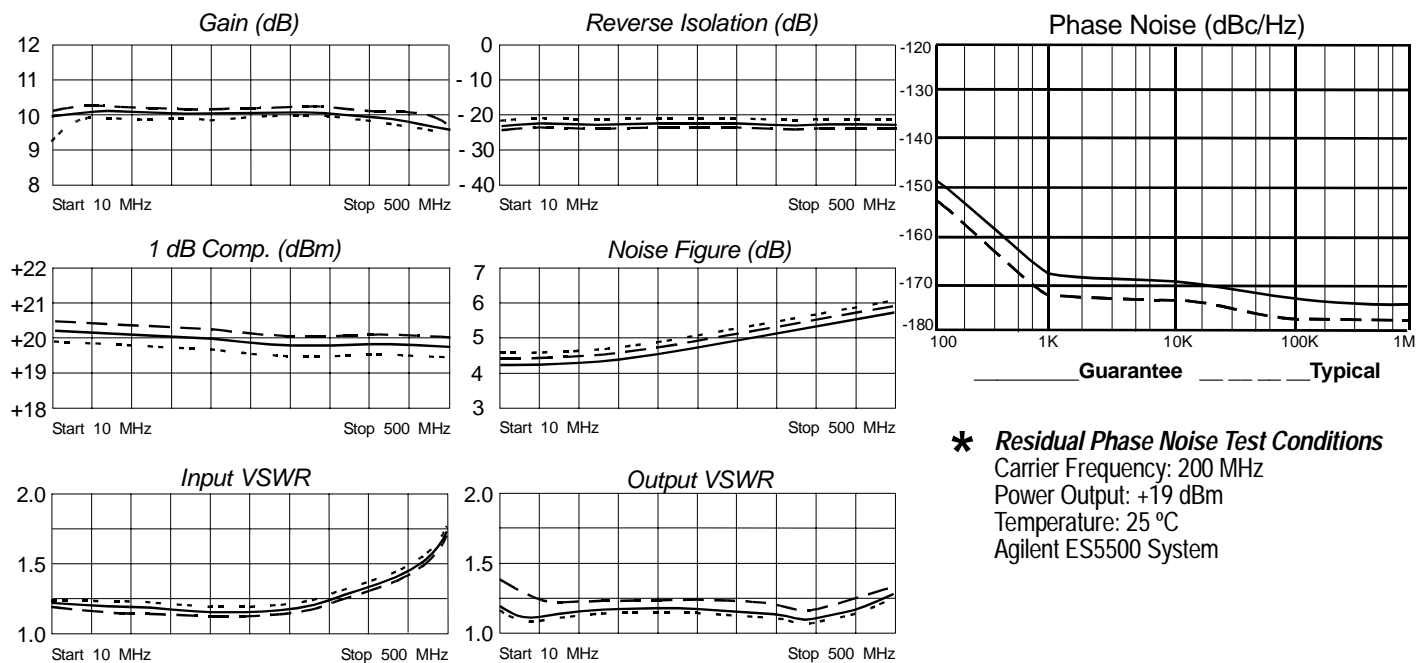 Gain (dB)
12
11
10
9
8
Start 10 MHz
Stop 500 MHz
Reverse Isolation (dB)
0
- 10
- 20
- 30
- 40
Start 10 MHz
Stop 500 MHz
Phase Noise (dBc/Hz)
-120
-130
-140
-150
-160
-170
-180
100
1K
10K
100K
1M
Guarantee
Typical
1 dB Comp. (dBm)
+22
+21
+20
+19
+18
Start 10 MHz
Stop 500 MHz
Noise Figure (dB)
7
6
5
4
3
Start 10 MHz
Stop 500 MHz
* Residual Phase Noise Test Conditions
Carrier Frequency: 200 MHz
Power Output: +19 dBm
Temperature: 25 ºC
Agilent ES5500 System
Input VSWR
2.0
1.5
1.0
Start 10 MHz
Stop 500 MHz
Output VSWR
2.0
1.5
1.0
Start 10 MHz
Stop 500 MHz